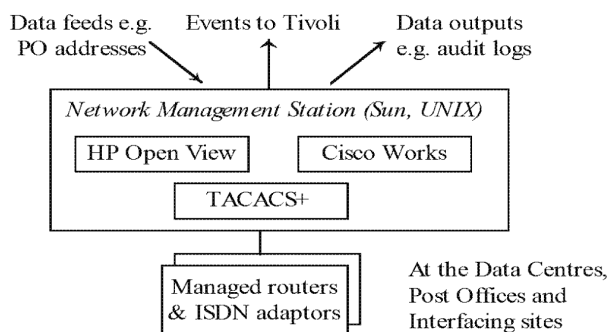 Data feeds e.g.
PO addresses
Events to Tivoli
Data outputs
e.g. audit logs
Network Management Station (Sun, UNIX)
HP Open View
Cisco Works
TACACS+
Managed routers
& ISDN adaptors
At the Data Centres,
Post Offices and
Interfacing sites